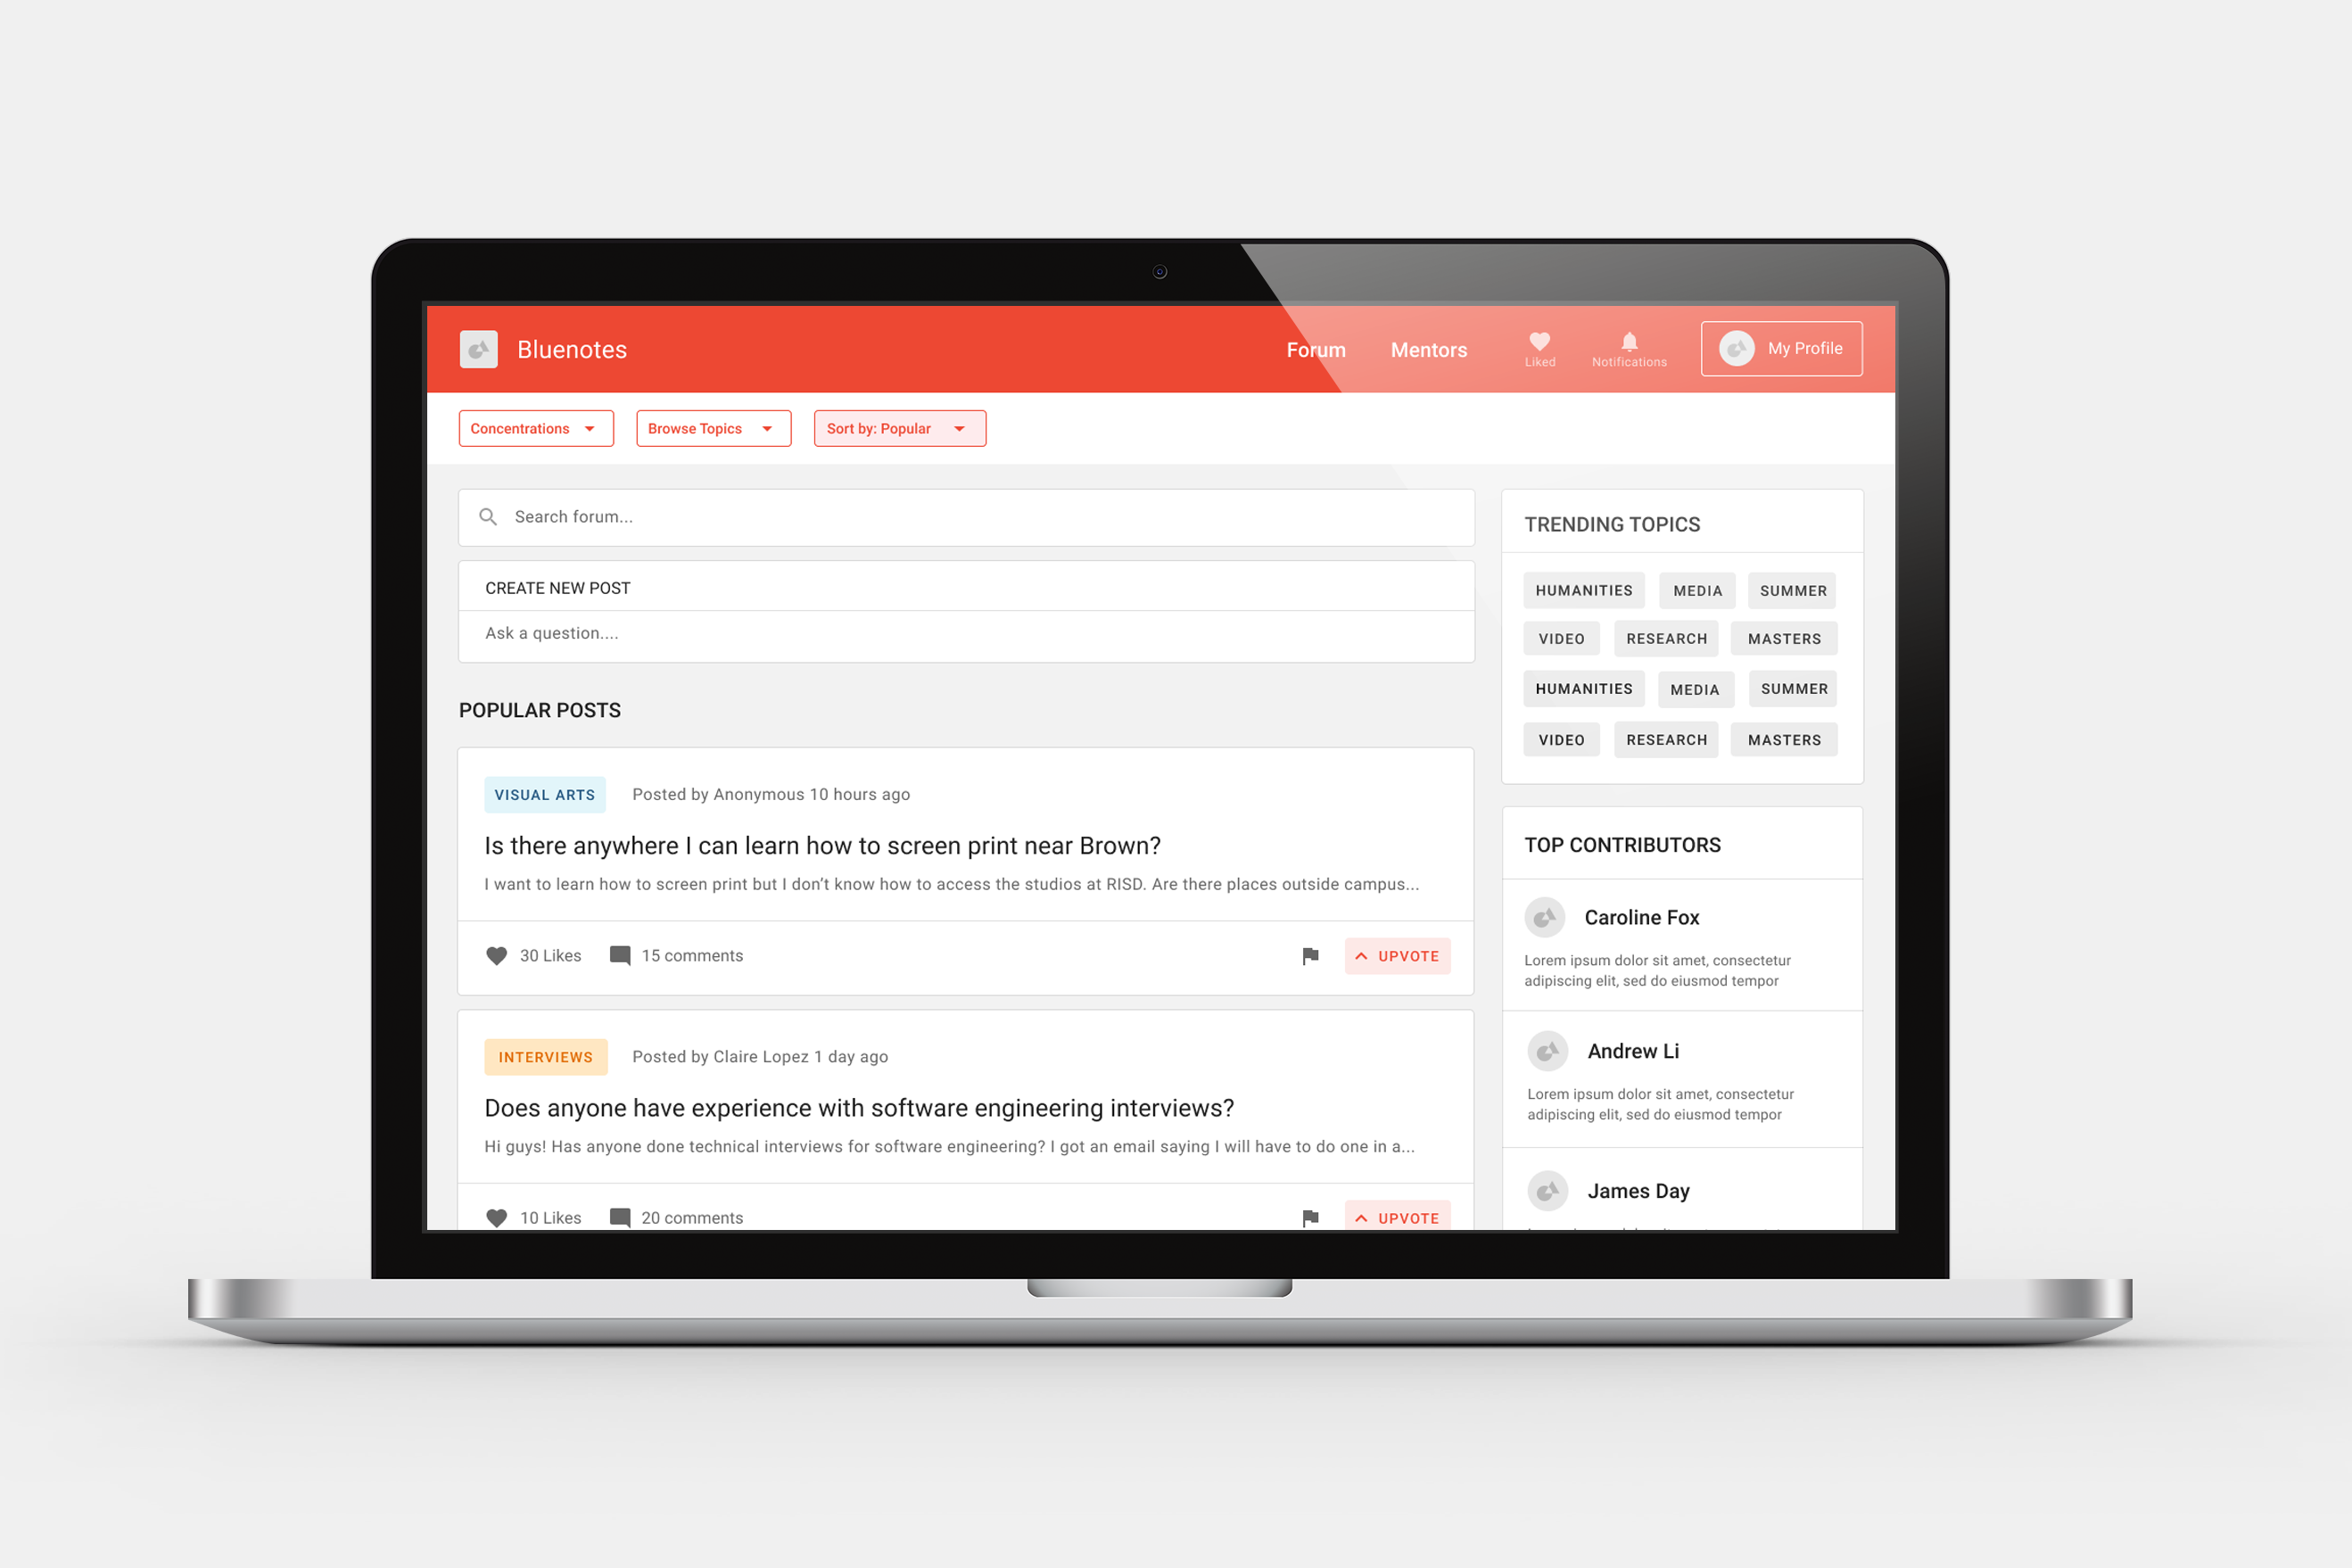 Bluenotes
Forum
Mentors
Liked
Notifications
My Profile
Concentrations
Browse Topics
Sort by: Popular
Search forum...
CREATE NEW POST
Ask a question....
POPULAR POSTS
VISUAL ARTS
Posted by Anonymous 10 hours ago
Is there anywhere I can learn how to screen print near Brown?
I want to learn how to screen print but I don’t know how to access the studios at RISD. Are there places outside campus...
30 Likes
15 comments
UPVOTE
INTERVIEWS
Posted by Claire Lopez 1 day ago
Does anyone have experience with software engineering interviews?
Hi guys! Has anyone done technical interviews for software engineering? I got an email saying I will have to do one in a...
10 Likes
20 comments
UPVOTE
TRENDING TOPICS
HUMANITIES
MEDIA
SUMMER
VIDEO
RESEARCH
MASTERS
HUMANITIES
MEDIA
SUMMER
VIDEO
RESEARCH
MASTERS
TOP CONTRIBUTORS
Caroline Fox
Lorem ipsum dolor sit amet, consectetur
adipiscing elit, sed do eiusmod tempor
Andrew Li
Lorem ipsum dolor sit amet, consectetur
adipiscing elit, sed do eiusmod tempor
James Day